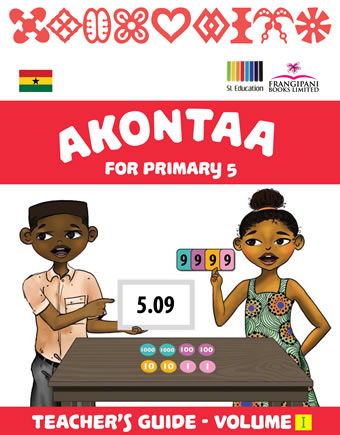 SL Education
FRANGIPANI
BOOKS LIMITED
AKONTAA
FOR PRIMARY 5
9 9 9 9
5.09
1000 1000 100 100
10 10 1 1
TEACHER'S GUIDE - VOLUME I